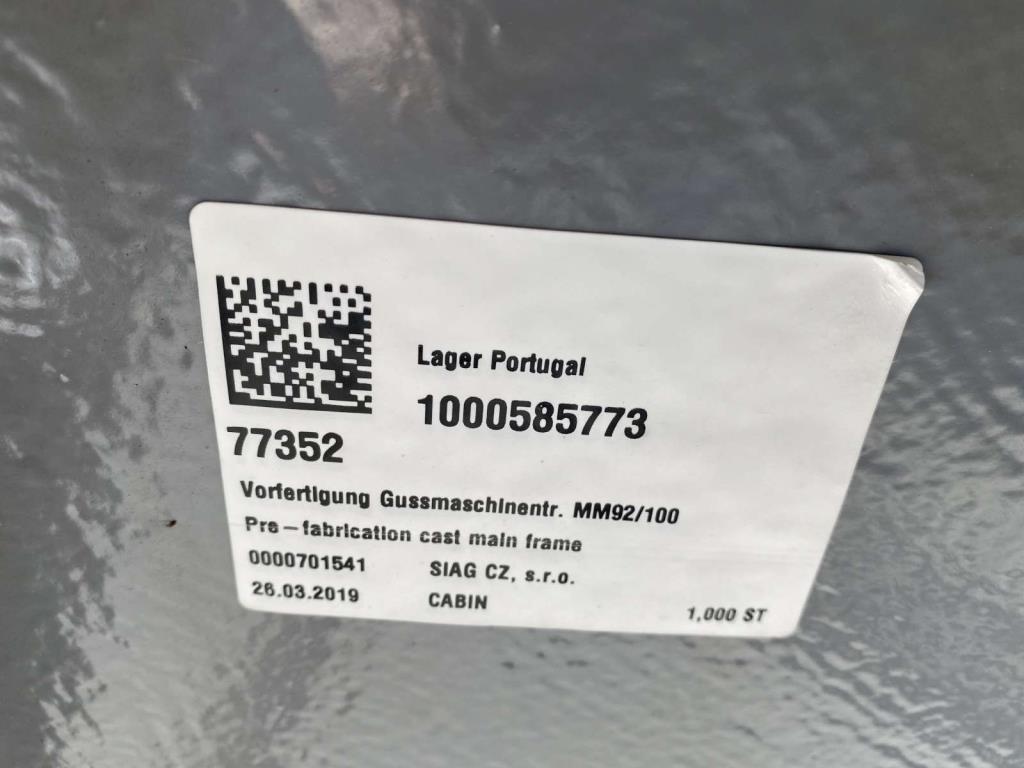 Lager Portugal
1000585773
77352
Vorfertigung Gussmaschinentr. MM92/100
Pre-fabrication cast main frame
0000701541 SIAG CZ, s.r.o.
26.03.2019 CABIN 1,000 ST